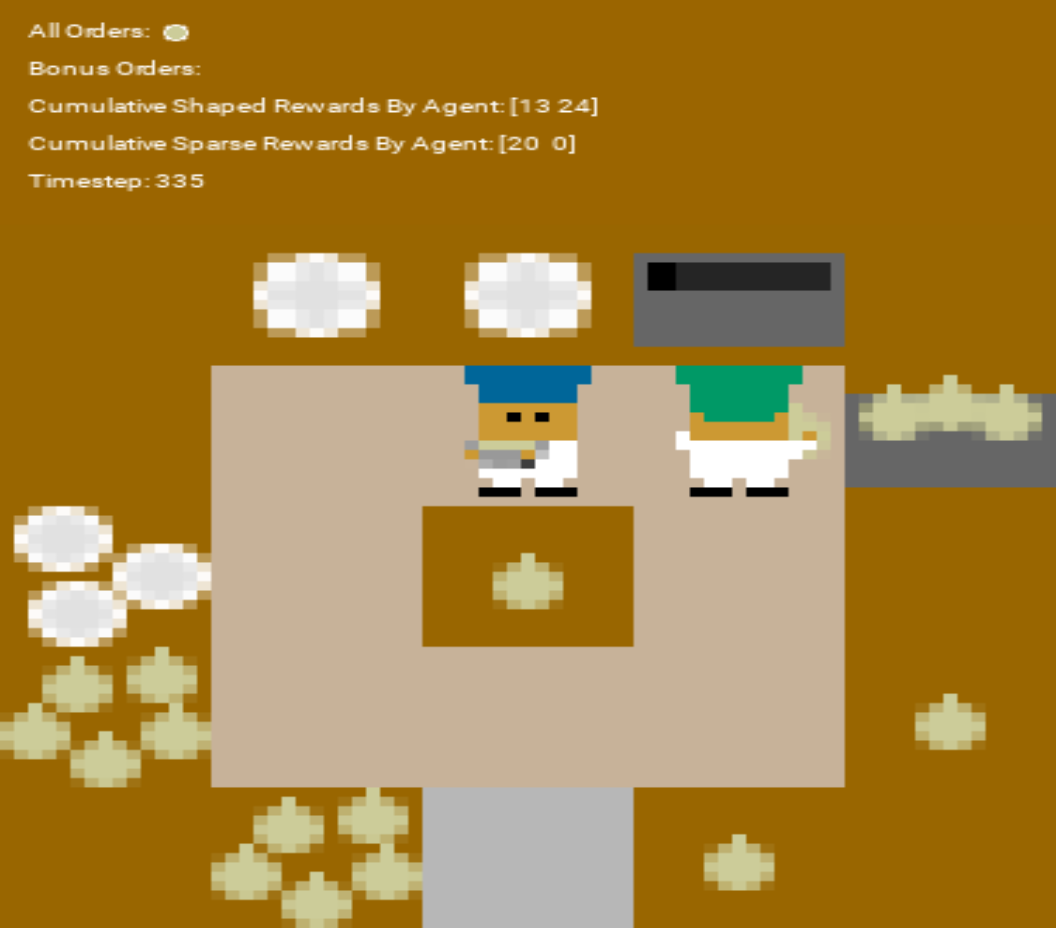 All Orders:
Bonus Orders:
Cumulative Shaped Rewards By Agent: [13 24]
Cumulative Sparse Rewards By Agent: [20  0]
Timestep: 335